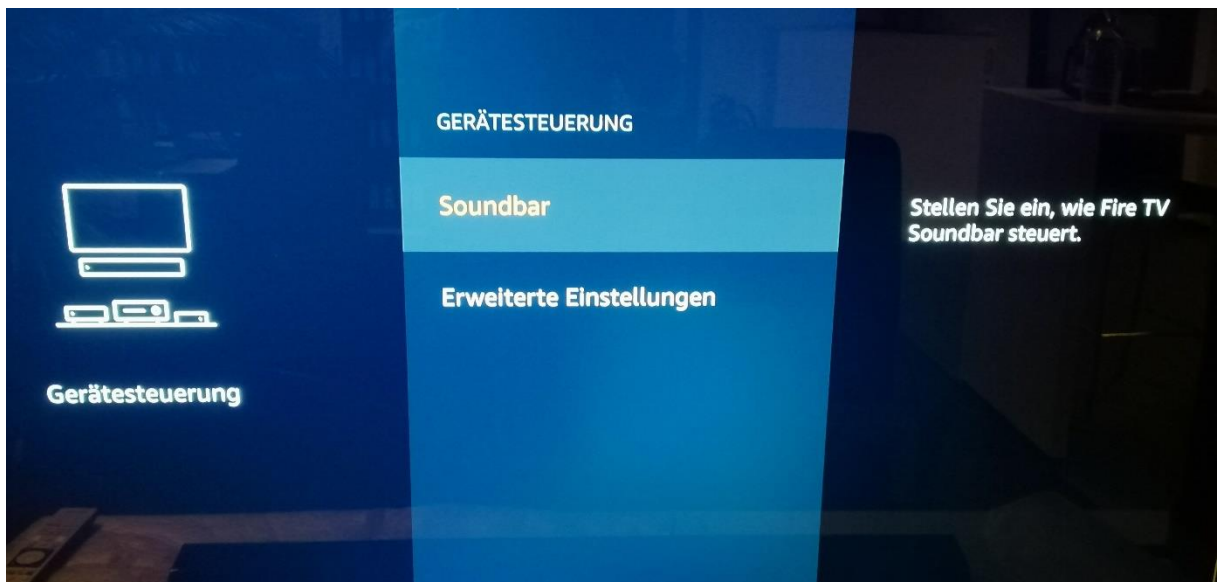 GERÄTESTEUERUNG
Soundbar
Stellen Sie ein, wie Fire TV
Soundbar steuert.
Erweiterte Einstellungen
Gerätesteuerung